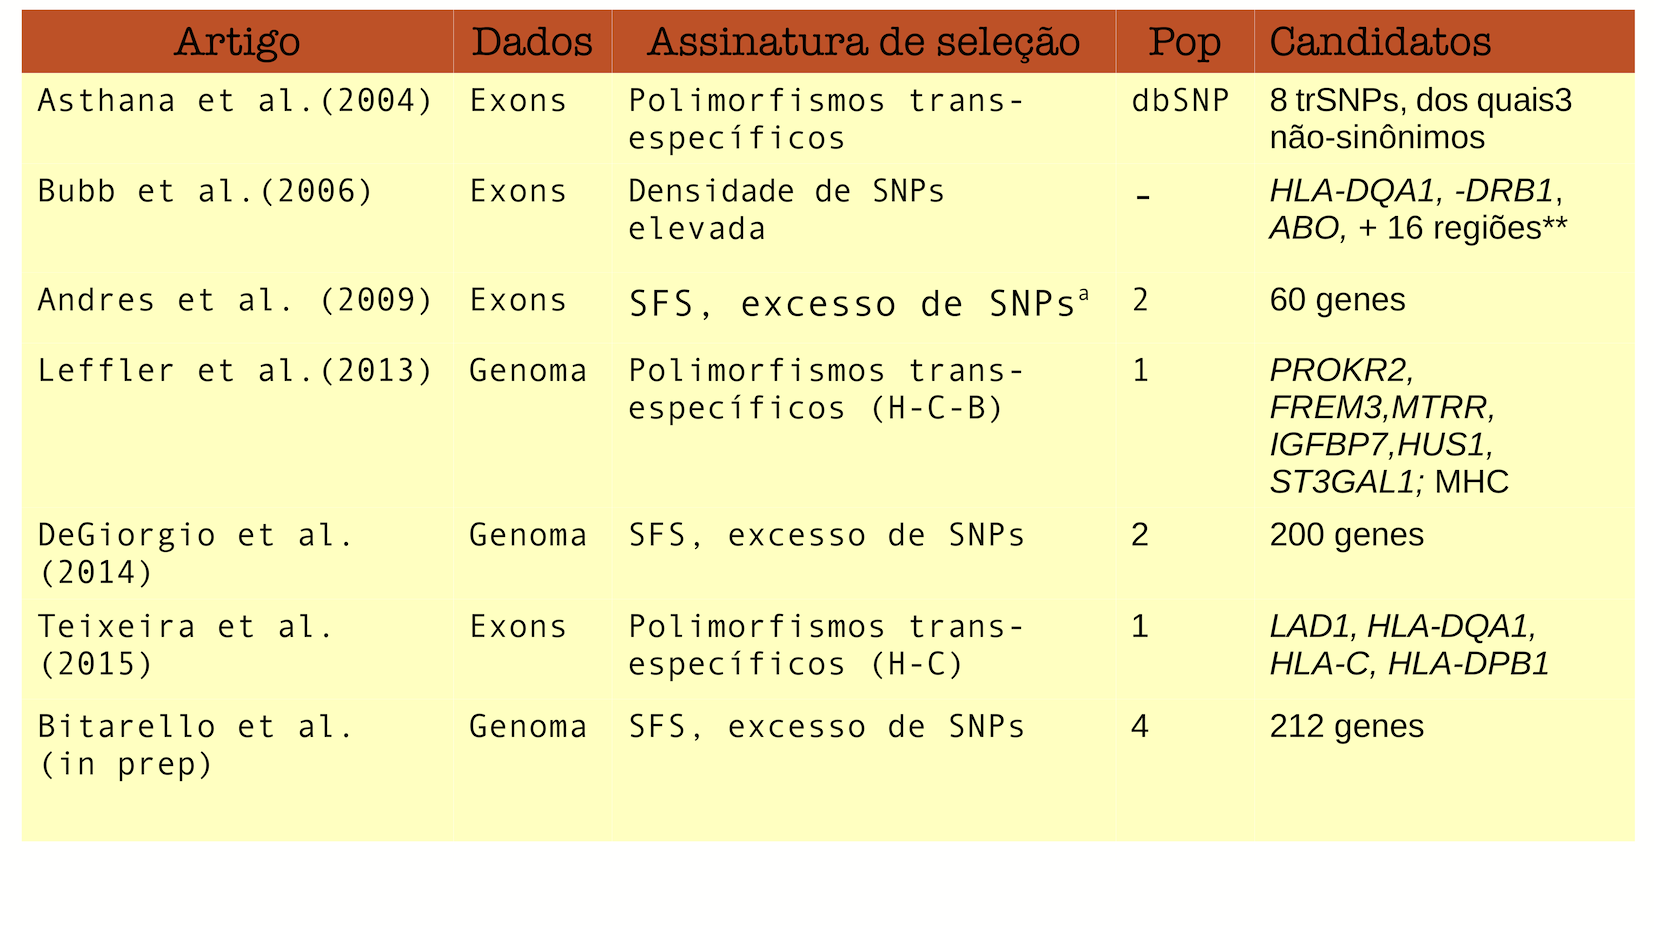 Artigo Dados Assinatura de seleção Pop Candidatos
Asthana et al.(2004) Exons Polimorfismos trans- dbSNP 8 trSNPs, dos quais3
específicos não-sinônimos
Bubb et al.(2006) Exons Densidade de SNPs - HLA-DQA1, -DRB1,
elevada ABO, + 16 regiões**
Andres et al. (2009) Exons SFS, excesso de SNPsª 2 60 genes
Leffler et al.(2013) Genoma Polimorfismos trans- 1 PROKR2,
específicos (H-C-B) FREM3,MTRR,
IGFBP7,HUS1,
ST3GAL1; MHC
DeGiorgio et al. Genoma SFS, excesso de SNPs 2 200 genes
(2014)
Teixeira et al. Exons Polimorfismos trans- 1 LAD1, HLA-DQA1,
(2015) específicos (H-C) HLA-C, HLA-DPB1
Bitarello et al. Genoma SFS, excesso de SNPs 4 212 genes
(in prep)